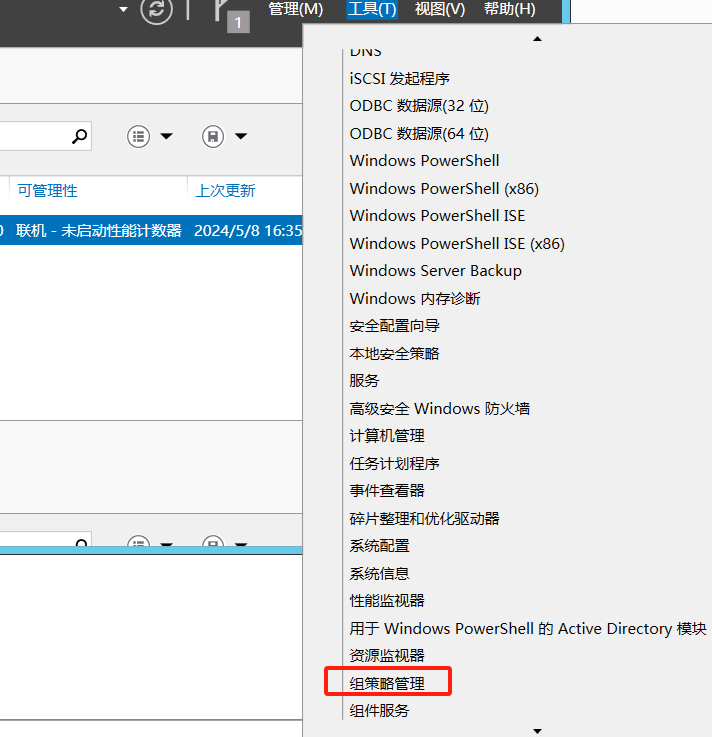 管理(M) 工具(T) 视图(V) 帮助(H)
1
DNS
iSCSI 发起程序
ODBC 数据源(32 位)
ODBC 数据源(64 位)
Windows PowerShell
Windows PowerShell (x86)
Windows PowerShell ISE
Windows PowerShell ISE (x86)
Windows Server Backup
Windows 内存诊断
安全配置向导
本地安全策略
服务
高级安全 Windows 防火墙
计算机管理
任务计划程序
事件查看器
碎片整理和优化驱动器
系统配置
系统信息
性能监视器
用于 Windows PowerShell 的 Active Directory 模块
资源监视器
组策略管理
组件服务
可管理性 上次更新
0 联机 - 未启动性能计数器 2024/5/8 16:35